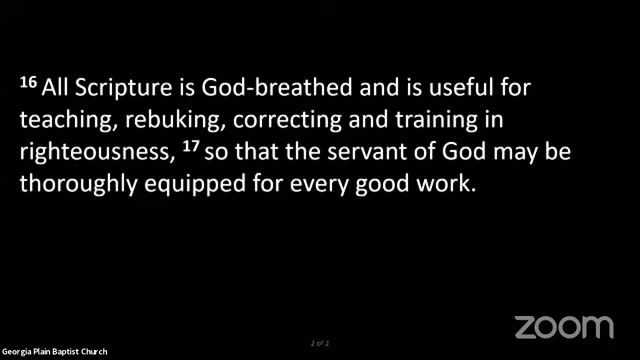 16 All Scripture is God-breathed and is useful for
teaching, rebuking, correcting and training in
righteousness, 17 so that the servant of God may be
thoroughly equipped for every good work.
zoom
2 of 2
Georgia Plain Baptist Church